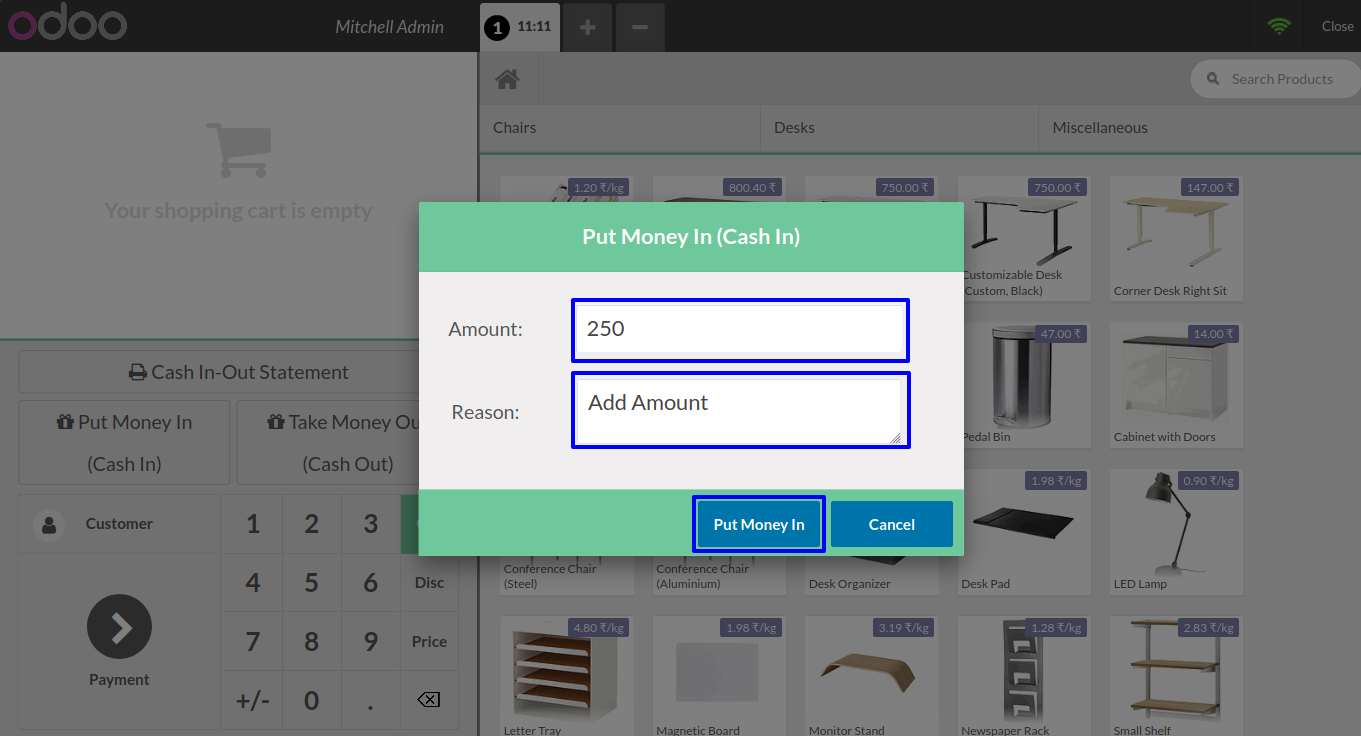 odoo
Mitchell Admin
1 11:11
Close
Search Products
Chairs
Desks
Miscellaneous
Your shopping cart is empty
1.20 ₹/kg
800.40 ₹
750.00 ₹
750.00 ₹
147.00 ₹
Customizable Desk
(Custom, Black)
Corner Desk Right Sit
Put Money In (Cash In)
Amount:
250
Reason:
Add Amount
Put Money In
Cancel
Cash In-Out Statement
Put Money In
(Cash In)
Take Money Ou
(Cash Out)
47.00 ₹
14.00 ₹
Pedal Bin
Cabinet with Doors
1.98 ₹/kg
0.90 ₹/kg
Conference Chair
(Steel)
Conference Chair
(Aluminium)
Desk Organizer
Desk Pad
LED Lamp
Customer
1 2 3
4 5 6 Disc
7 8 9 Price
+/- 0 .
Payment
4.80 ₹/kg
1.98 ₹/kg
3.19 ₹/kg
1.28 ₹/kg
2.83 ₹/kg
Letter Tray
Magnetic Board
Monitor Stand
Newspaper Rack
Small Shelf